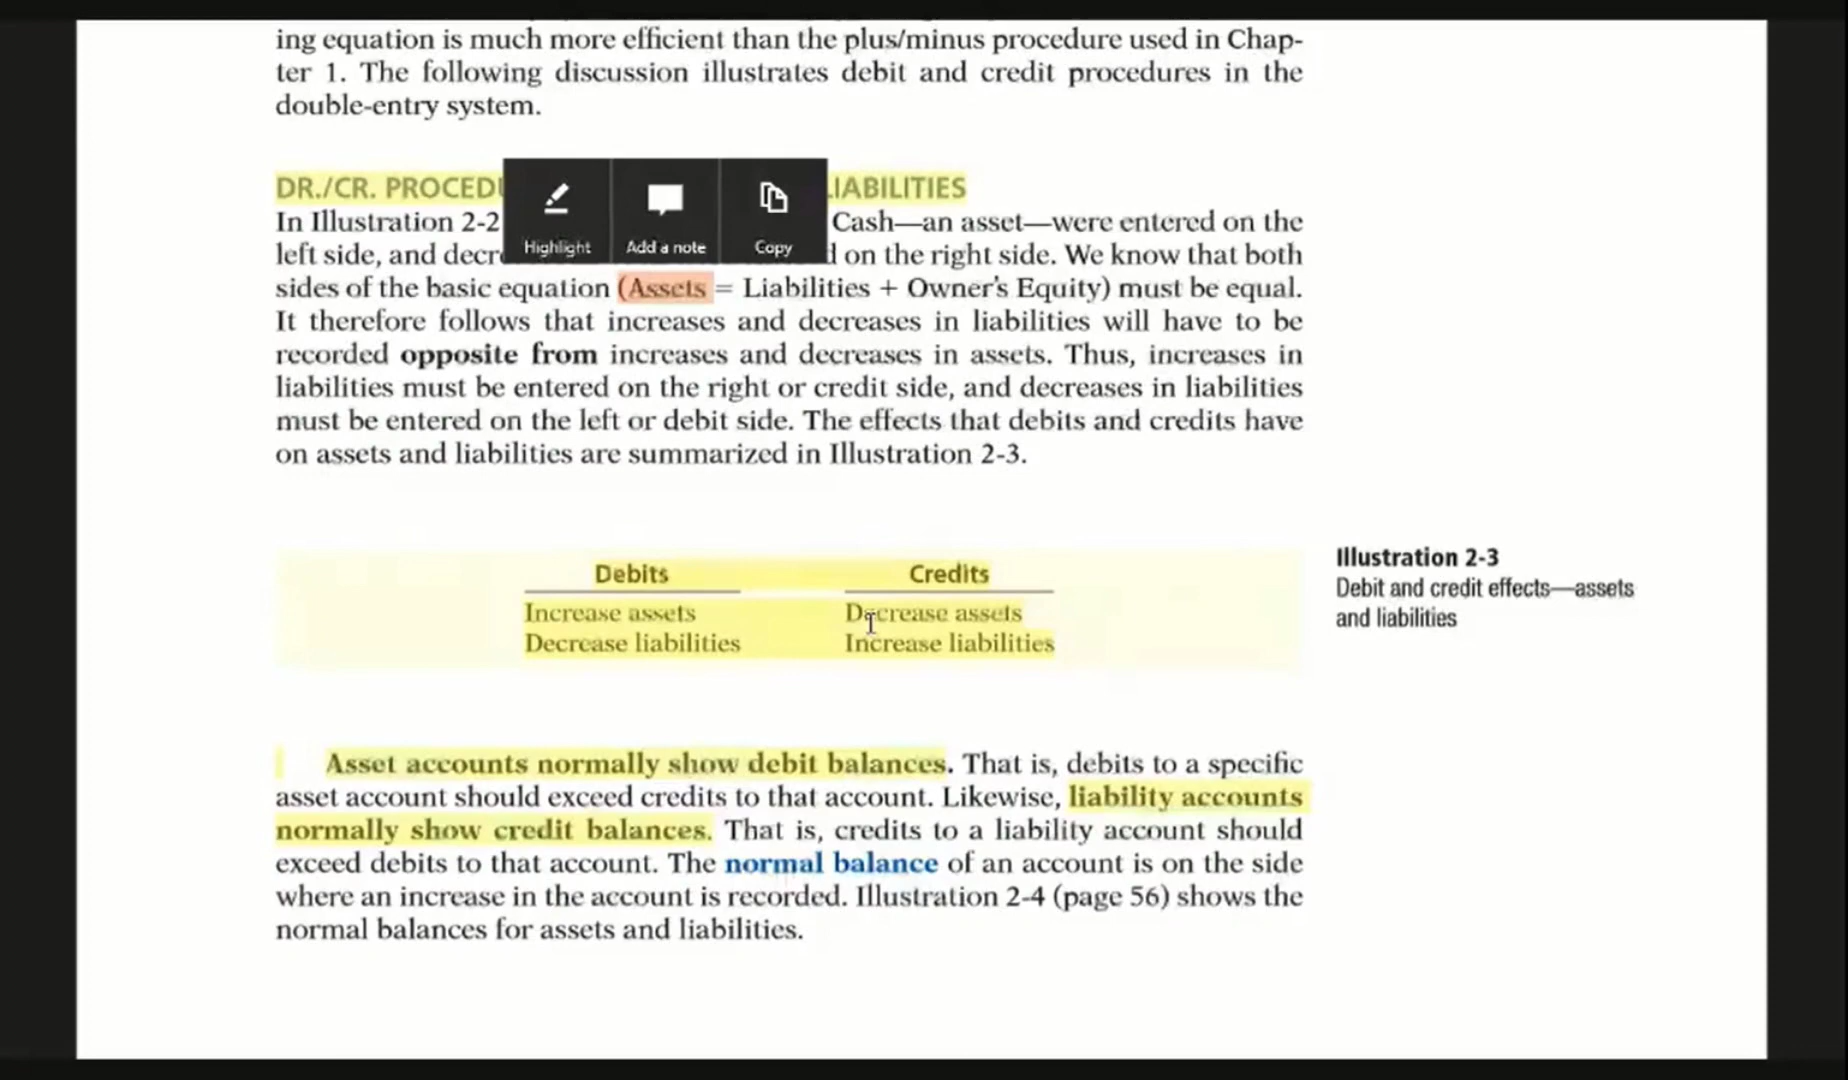 ing equation is much more efficient than the plus/minus procedure used in Chap-
ter 1. The following discussion illustrates debit and credit procedures in the
double-entry system.
DR./CR. PROCEDU IABILITIES
In Illustration 2-2 Cash—an asset—were entered on the
left side, and decre d on the right side. We know that both
Highlight Add a note Copy
sides of the basic equation (Assets = Liabilities + Owner's Equity) must be equal.
It therefore follows that increases and decreases in liabilities will have to be
recorded opposite from increases and decreases in assets. Thus, increases in
liabilities must be entered on the right or credit side, and decreases in liabilities
must be entered on the left or debit side. The effects that debits and credits have
on assets and liabilities are summarized in Illustration 2-3.
Debits Credits
Increase assets Decrease assets
Decrease liabilities Increase liabilities
Illustration 2-3
Debit and credit effects—assets
and liabilities
Asset accounts normally show debit balances. That is, debits to a specific
asset account should exceed credits to that account. Likewise, liability accounts
normally show credit balances. That is, credits to a liability account should
exceed debits to that account. The normal balance of an account is on the side
where an increase in the account is recorded. Illustration 2-4 (page 56) shows the
normal balances for assets and liabilities.